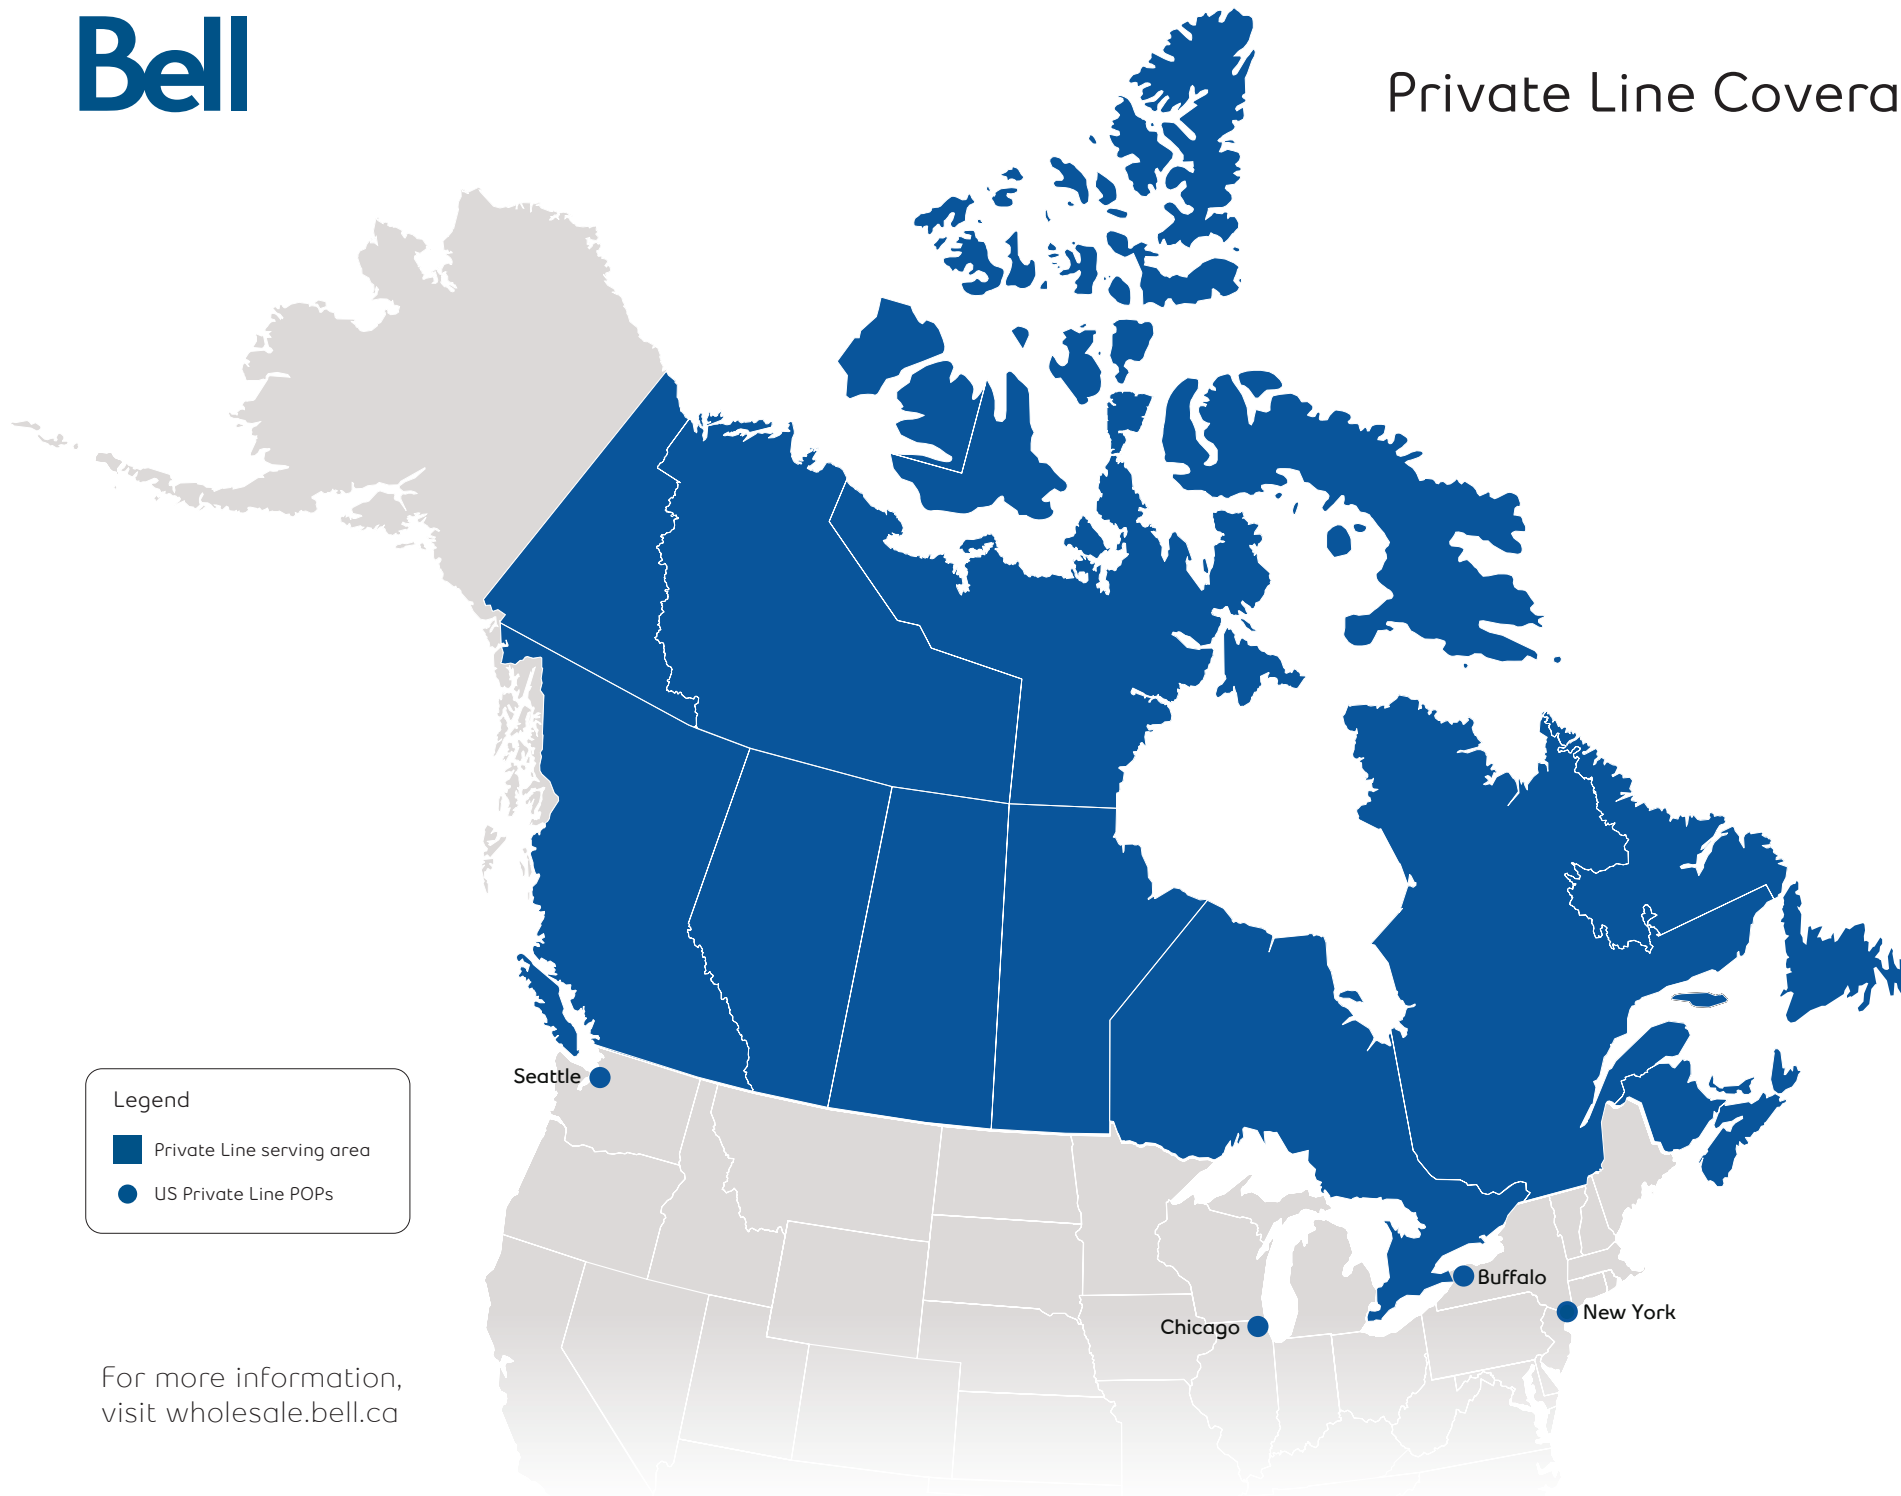 Bell
Private Line Covera
Seattle
Legend
Private Line serving area
US Private Line POPs
Buffalo
New York
Chicago
For more information,
visit wholesale.bell.ca